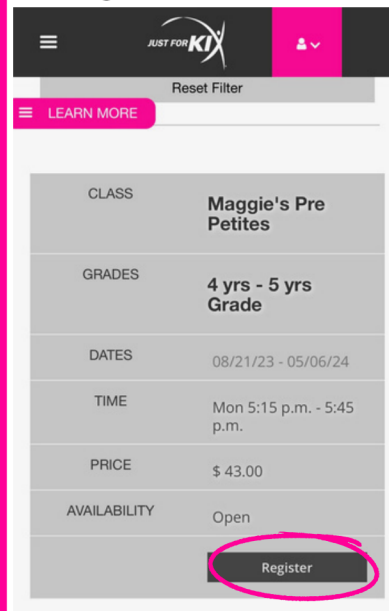 JUST FOR KIX
Reset Filter
LEARN MORE
CLASS
Maggie's Pre
Petites
GRADES
4 yrs - 5 yrs
Grade
DATES
08/21/23 - 05/06/24
TIME
Mon 5:15 p.m. - 5:45
p.m.
PRICE
$ 43.00
AVAILABILITY
Open
Register